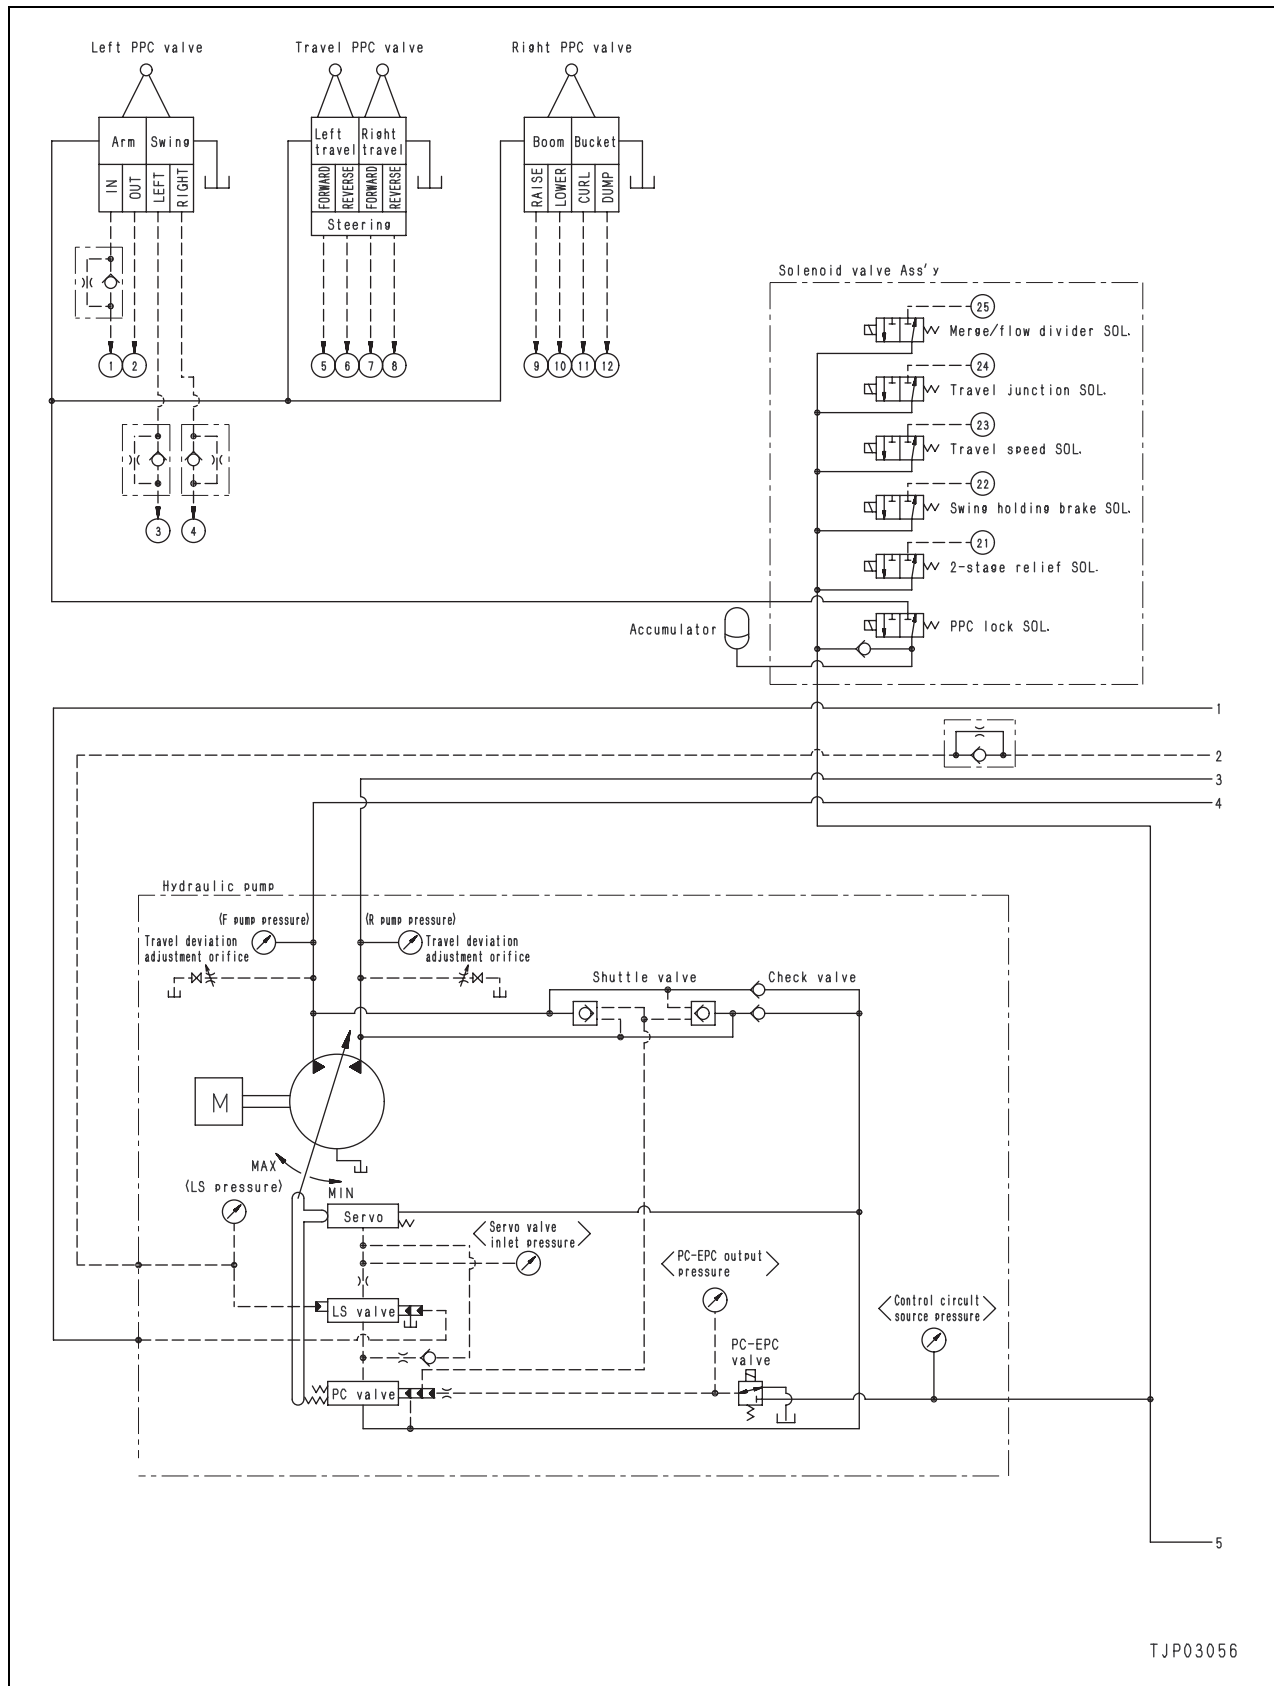 Left PPC valve
Travel PPC valve
Right PPC valve
Arm
Swing
Left travel
Right travel
Boom
Bucket
IN
OUT
LEFT
RIGHT
FORWARD
REVERSE
FORWARD
REVERSE
RAISE
LOWER
CURL
DUMP
Steering
1
2
5
6
7
8
9
10
11
12
3
4
Solenoid valve Ass'y
25
Merge/flow divider SOL.
24
Travel junction SOL.
23
Travel speed SOL.
22
Swing holding brake SOL.
21
2-stage relief SOL.
Accumulator
PPC lock SOL.
1
2
3
4
Hydraulic pump
(F pump pressure)
(R pump pressure)
Travel deviation
adjustment orifice
Travel deviation
adjustment orifice
Shuttle valve
Check valve
M
MAX
MIN
(LS pressure)
Servo
Servo valve
inlet pressure
PC-EPC output
pressure
LS valve
Control circuit
source pressure
PC-EPC
valve
PC valve
5
TJP03056